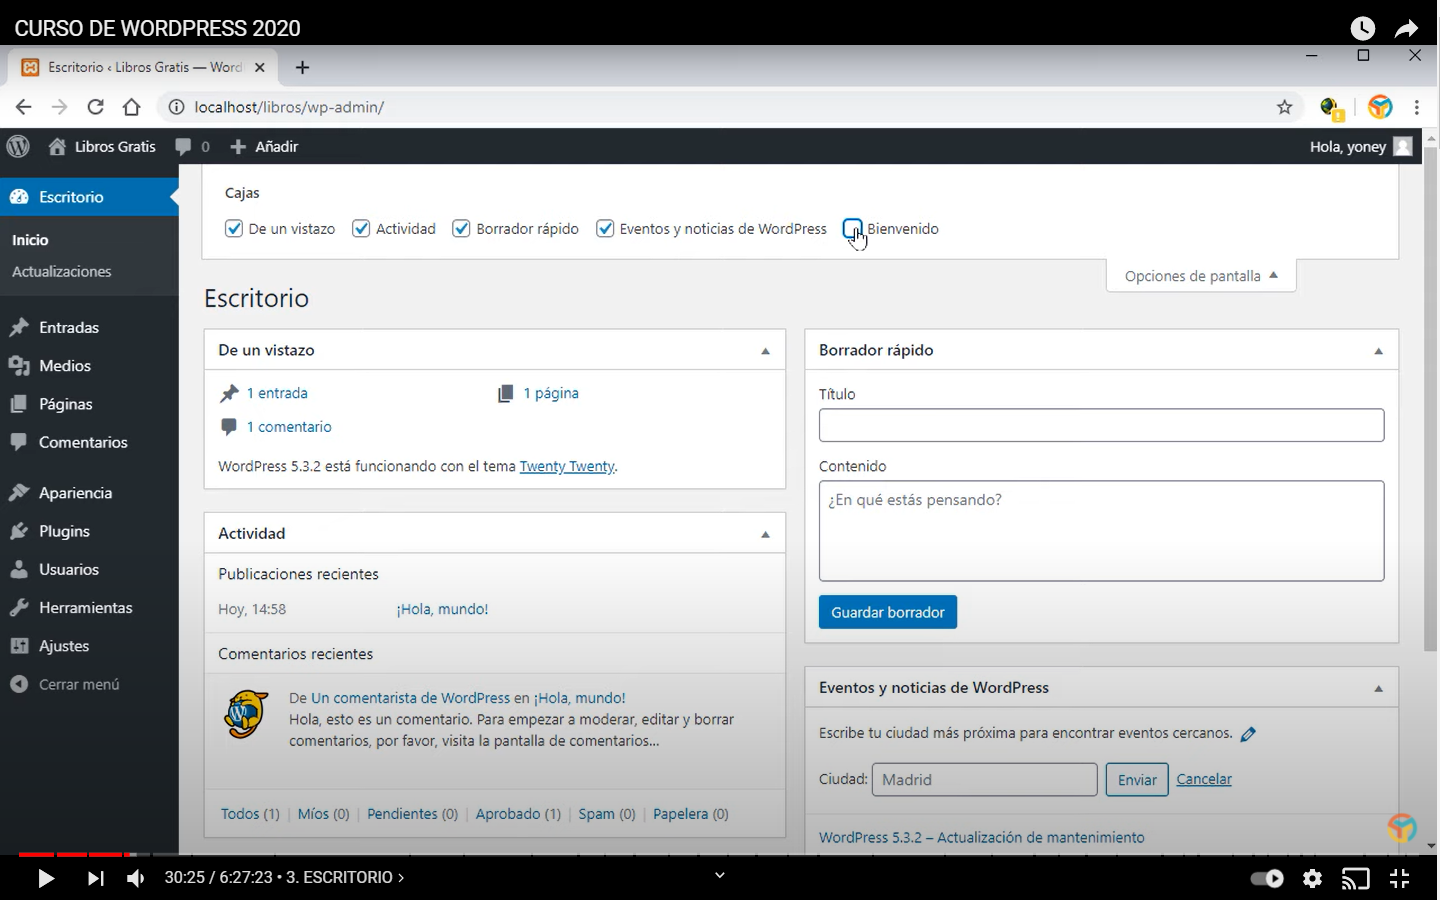 CURSO DE WORDPRESS 2020
Escritorio ‹ Libros Gratis — Word
localhost/libros/wp-admin/
Libros Gratis 0 Añadir Hola, yoney
Escritorio
Inicio
Actualizaciones
Entradas
Medios
Páginas
Comentarios
Apariencia
Plugins
Usuarios
Herramientas
Ajustes
Cerrar menú
Cajas
De un vistazo Actividad Borrador rápido Eventos y noticias de WordPress Bienvenido
Opciones de pantalla
Escritorio
De un vistazo
1 entrada 1 página
1 comentario
WordPress 5.3.2 está funcionando con el tema Twenty Twenty.
Actividad
Publicaciones recientes
Hoy, 14:58 ¡Hola, mundo!
Comentarios recientes
De Un comentarista de WordPress en ¡Hola, mundo!
Hola, esto es un comentario. Para empezar a moderar, editar y borrar
comentarios, por favor, visita la pantalla de comentarios...
Todos (1) | Míos (0) | Pendientes (0) | Aprobado (1) | Spam (0) | Papelera (0)
Borrador rápido
Título
Contenido
¿En qué estás pensando?
Guardar borrador
Eventos y noticias de WordPress
Escribe tu ciudad más próxima para encontrar eventos cercanos.
Ciudad: Madrid Enviar Cancelar
WordPress 5.3.2 – Actualización de mantenimiento
30:25 / 6:27:23 • 3. ESCRITORIO >